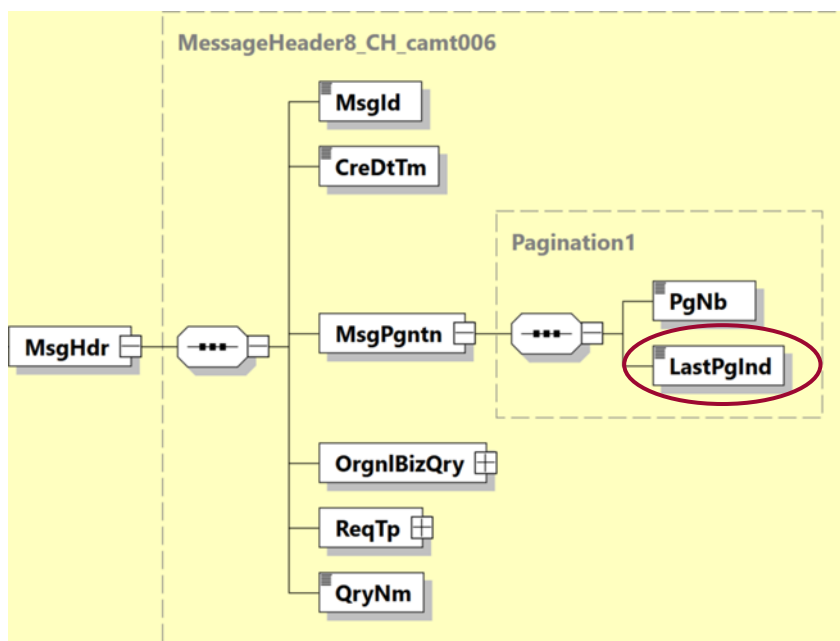 MessageHeader8_CH_camt006
MsgId
CreDtTm
Pagination1
PgNb
MsgHdr
MsgPgntn
LastPgInd
OrgnlBizQry
ReqTp
QryNm